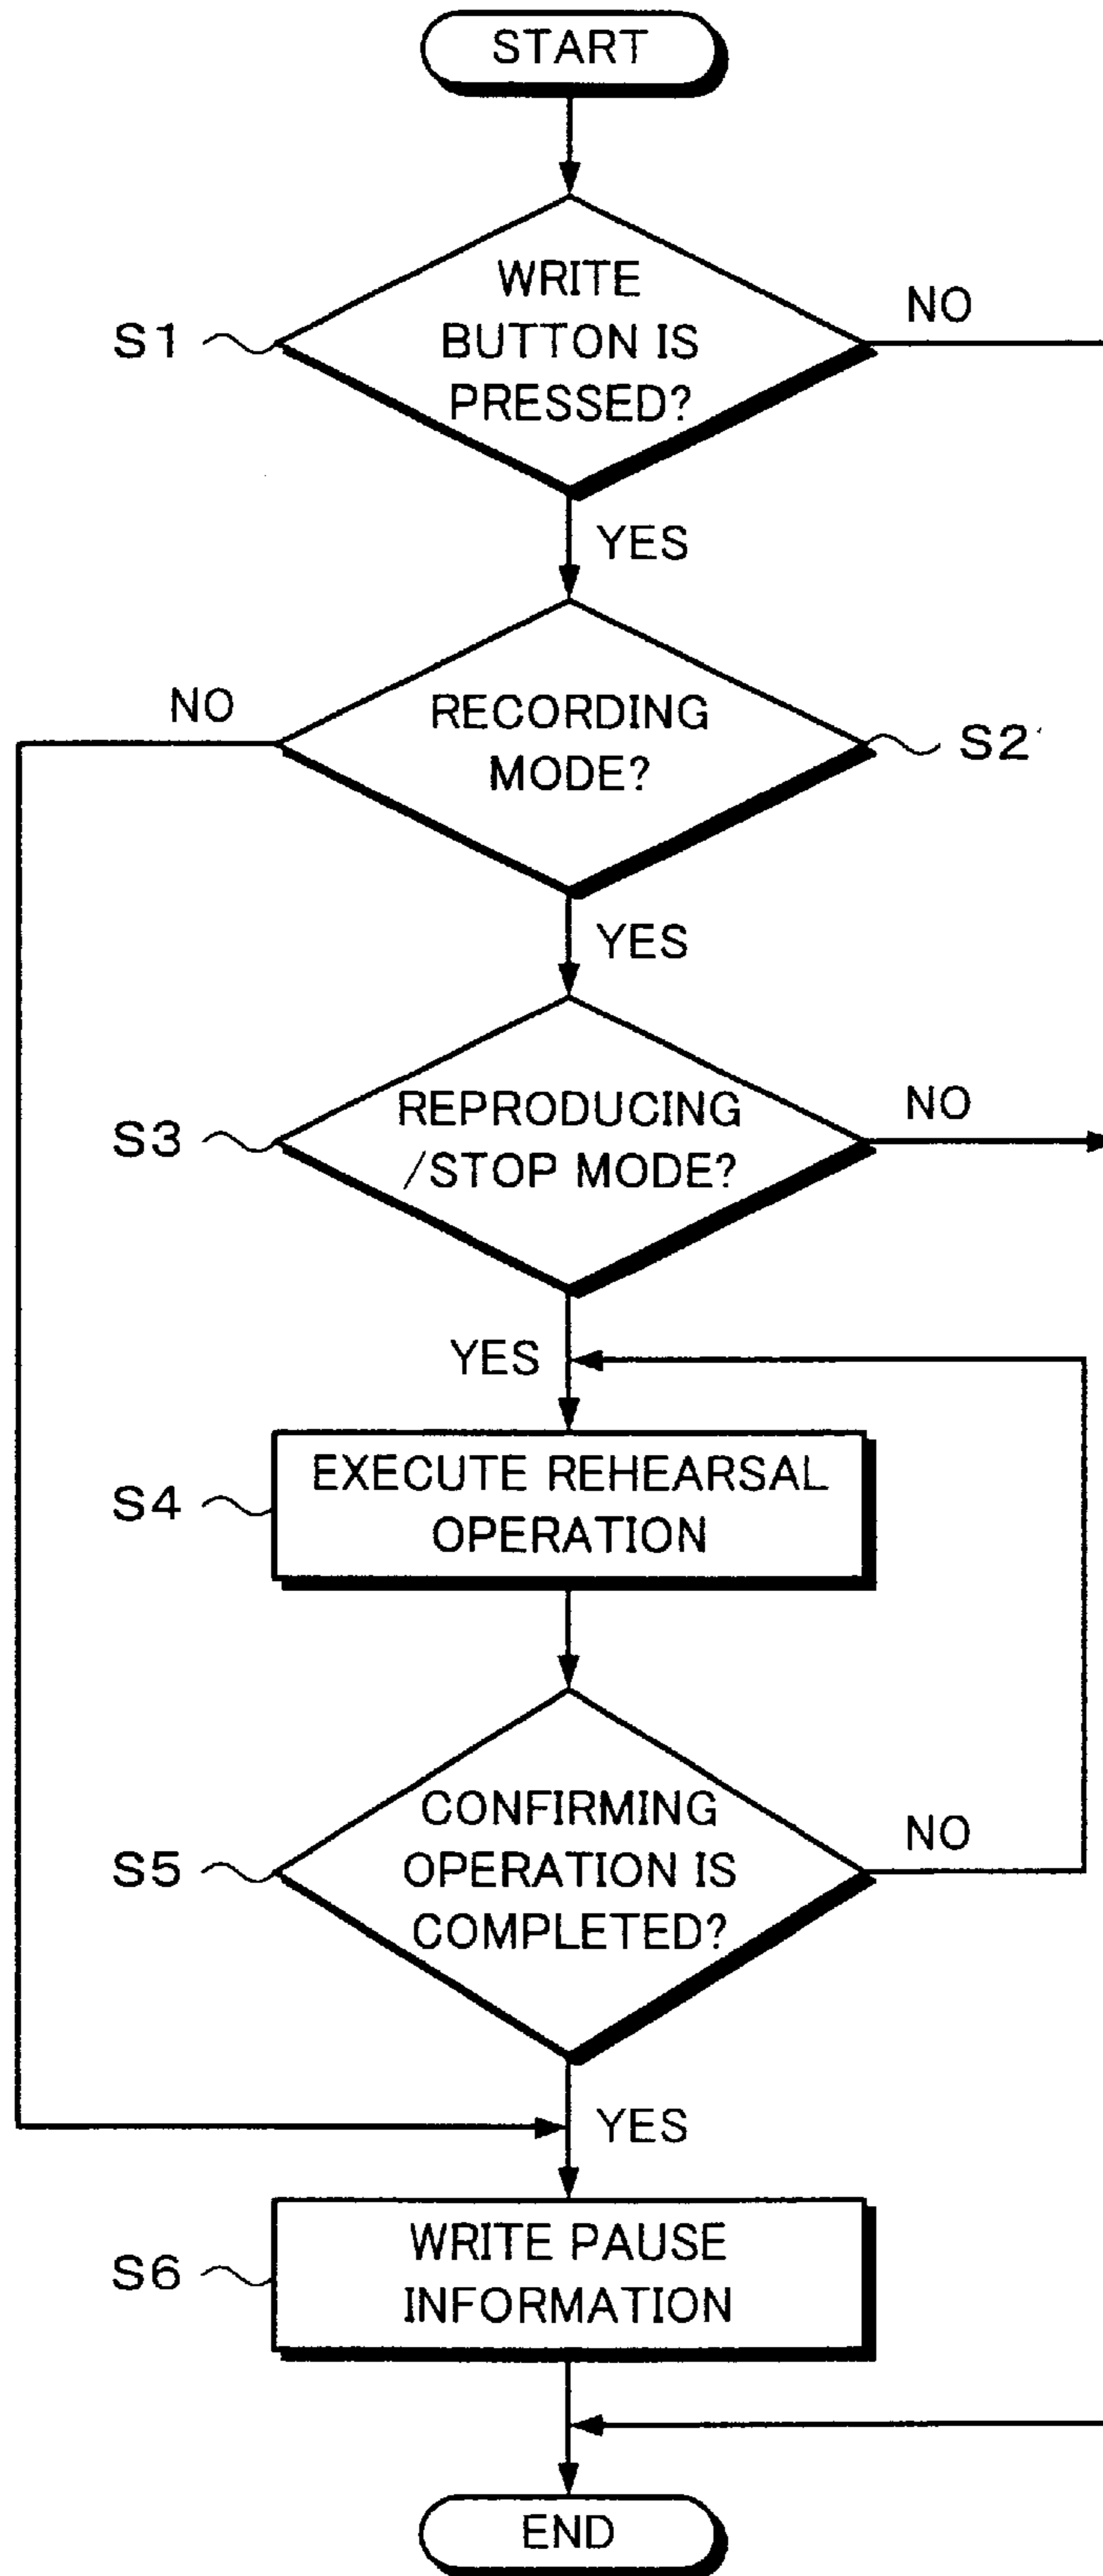 START
WRITE
BUTTON IS
PRESSED?
S1
NO
YES
RECORDING
MODE?
NO
S2
YES
REPRODUCING
/STOP MODE?
S3
NO
YES
EXECUTE REHEARSAL
OPERATION
S4
CONFIRMING
OPERATION IS
COMPLETED?
S5
NO
YES
WRITE PAUSE
INFORMATION
S6
END